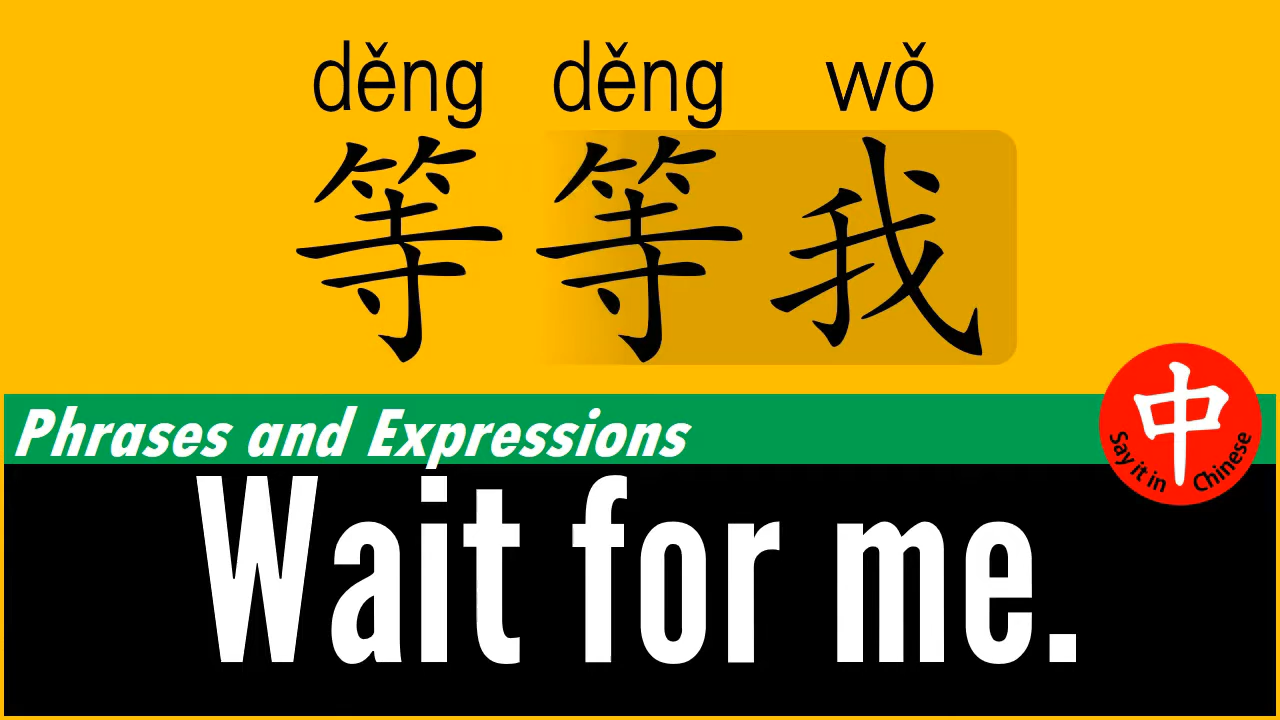 děng děng wǒ
等等我
Phrases and Expressions
中
Say it in Chinese
Wait for me.